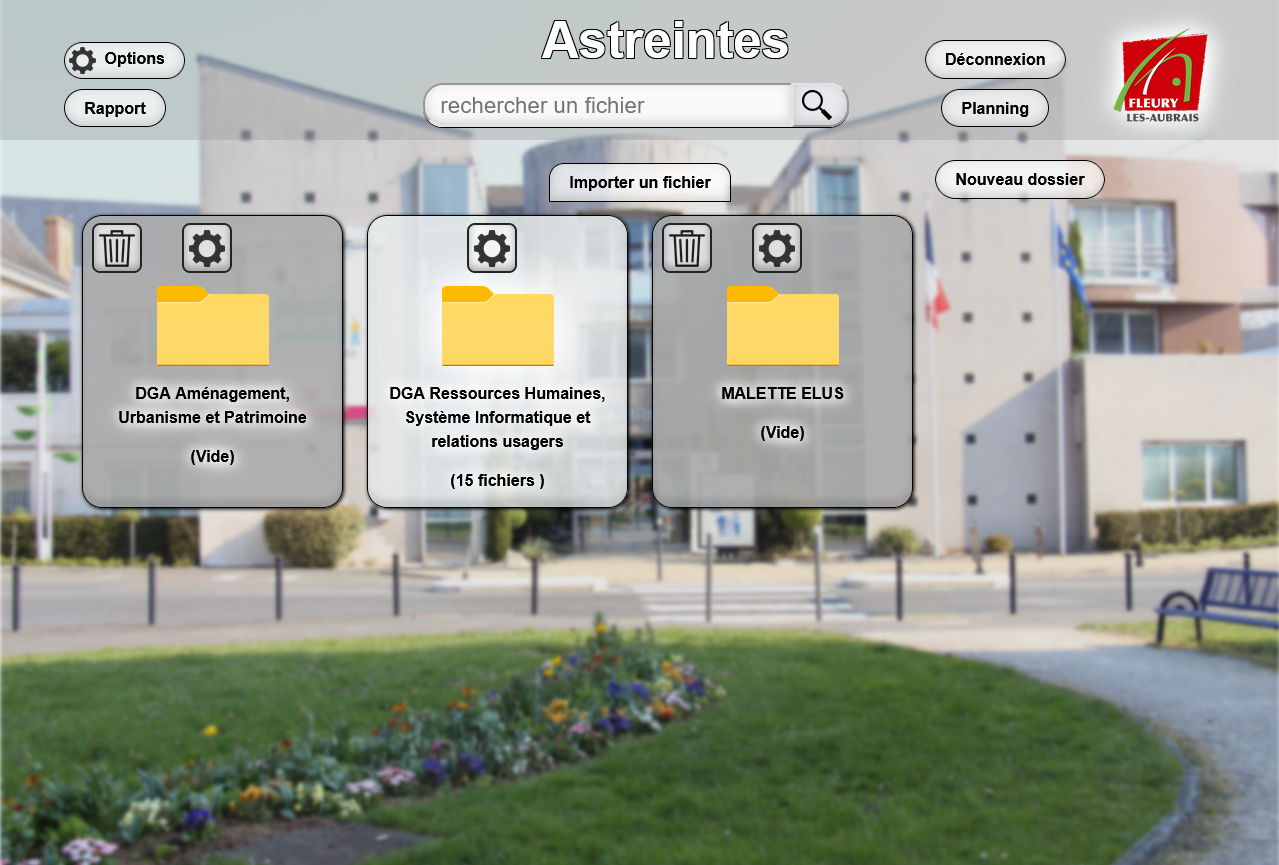 Astreintes
Options
Déconnexion
rechercher un fichier
Rapport
Planning
FLEURY
LES-AUBRAIS
Importer un fichier
Nouveau dossier
DGA Aménagement,
Urbanisme et Patrimoine
(Vide)
DGA Ressources Humaines,
Système Informatique et
relations usagers
(15 fichiers )
MALETTE ELUS
(Vide)